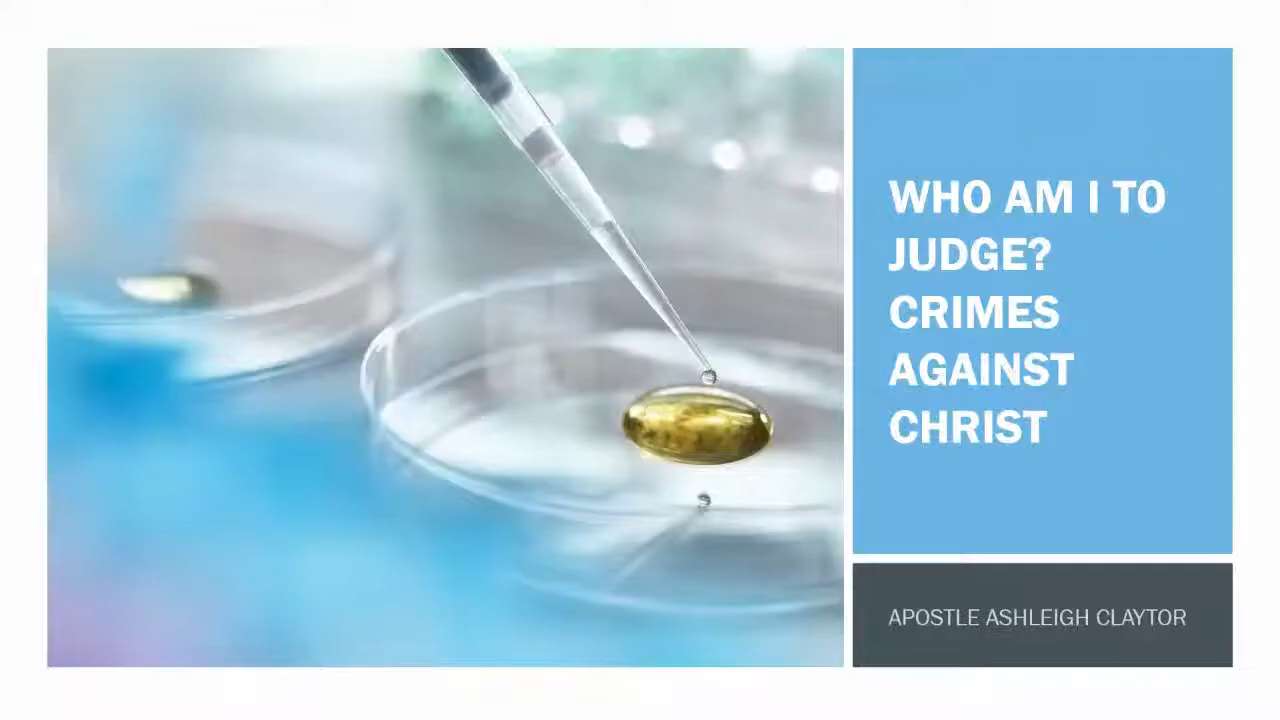 WHO AM I TO
JUDGE?
CRIMES
AGAINST
CHRIST
APOSTLE ASHLEIGH CLAYTOR